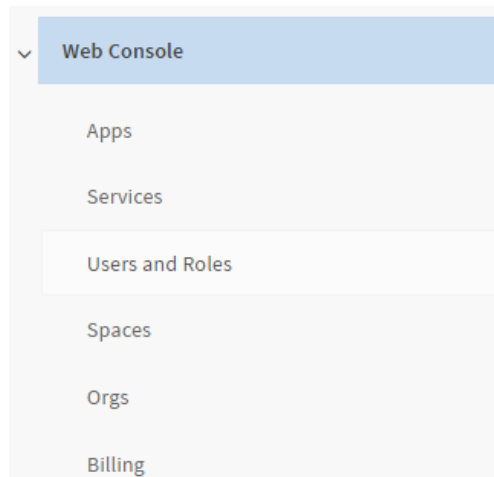 Web Console
Apps
Services
Users and Roles
Spaces
Orgs
Billing